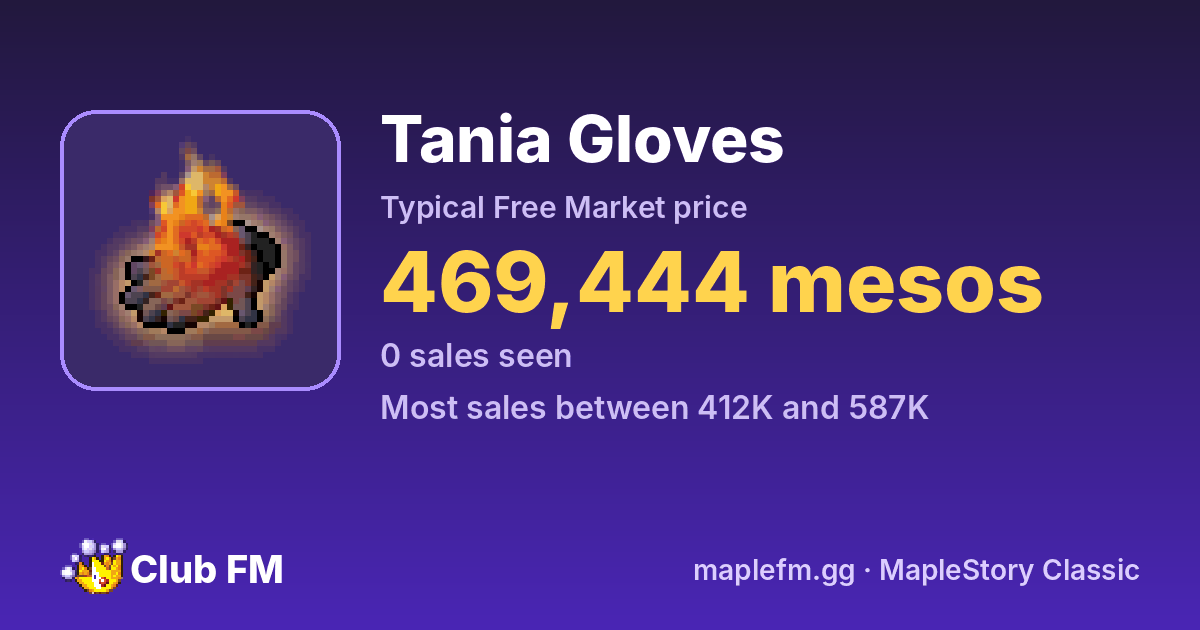 Tania Gloves
Typical Free Market price
469,444 mesos
0 sales seen
Most sales between 412K and 587K
Club FM
maplefm.gg · MapleStory Classic